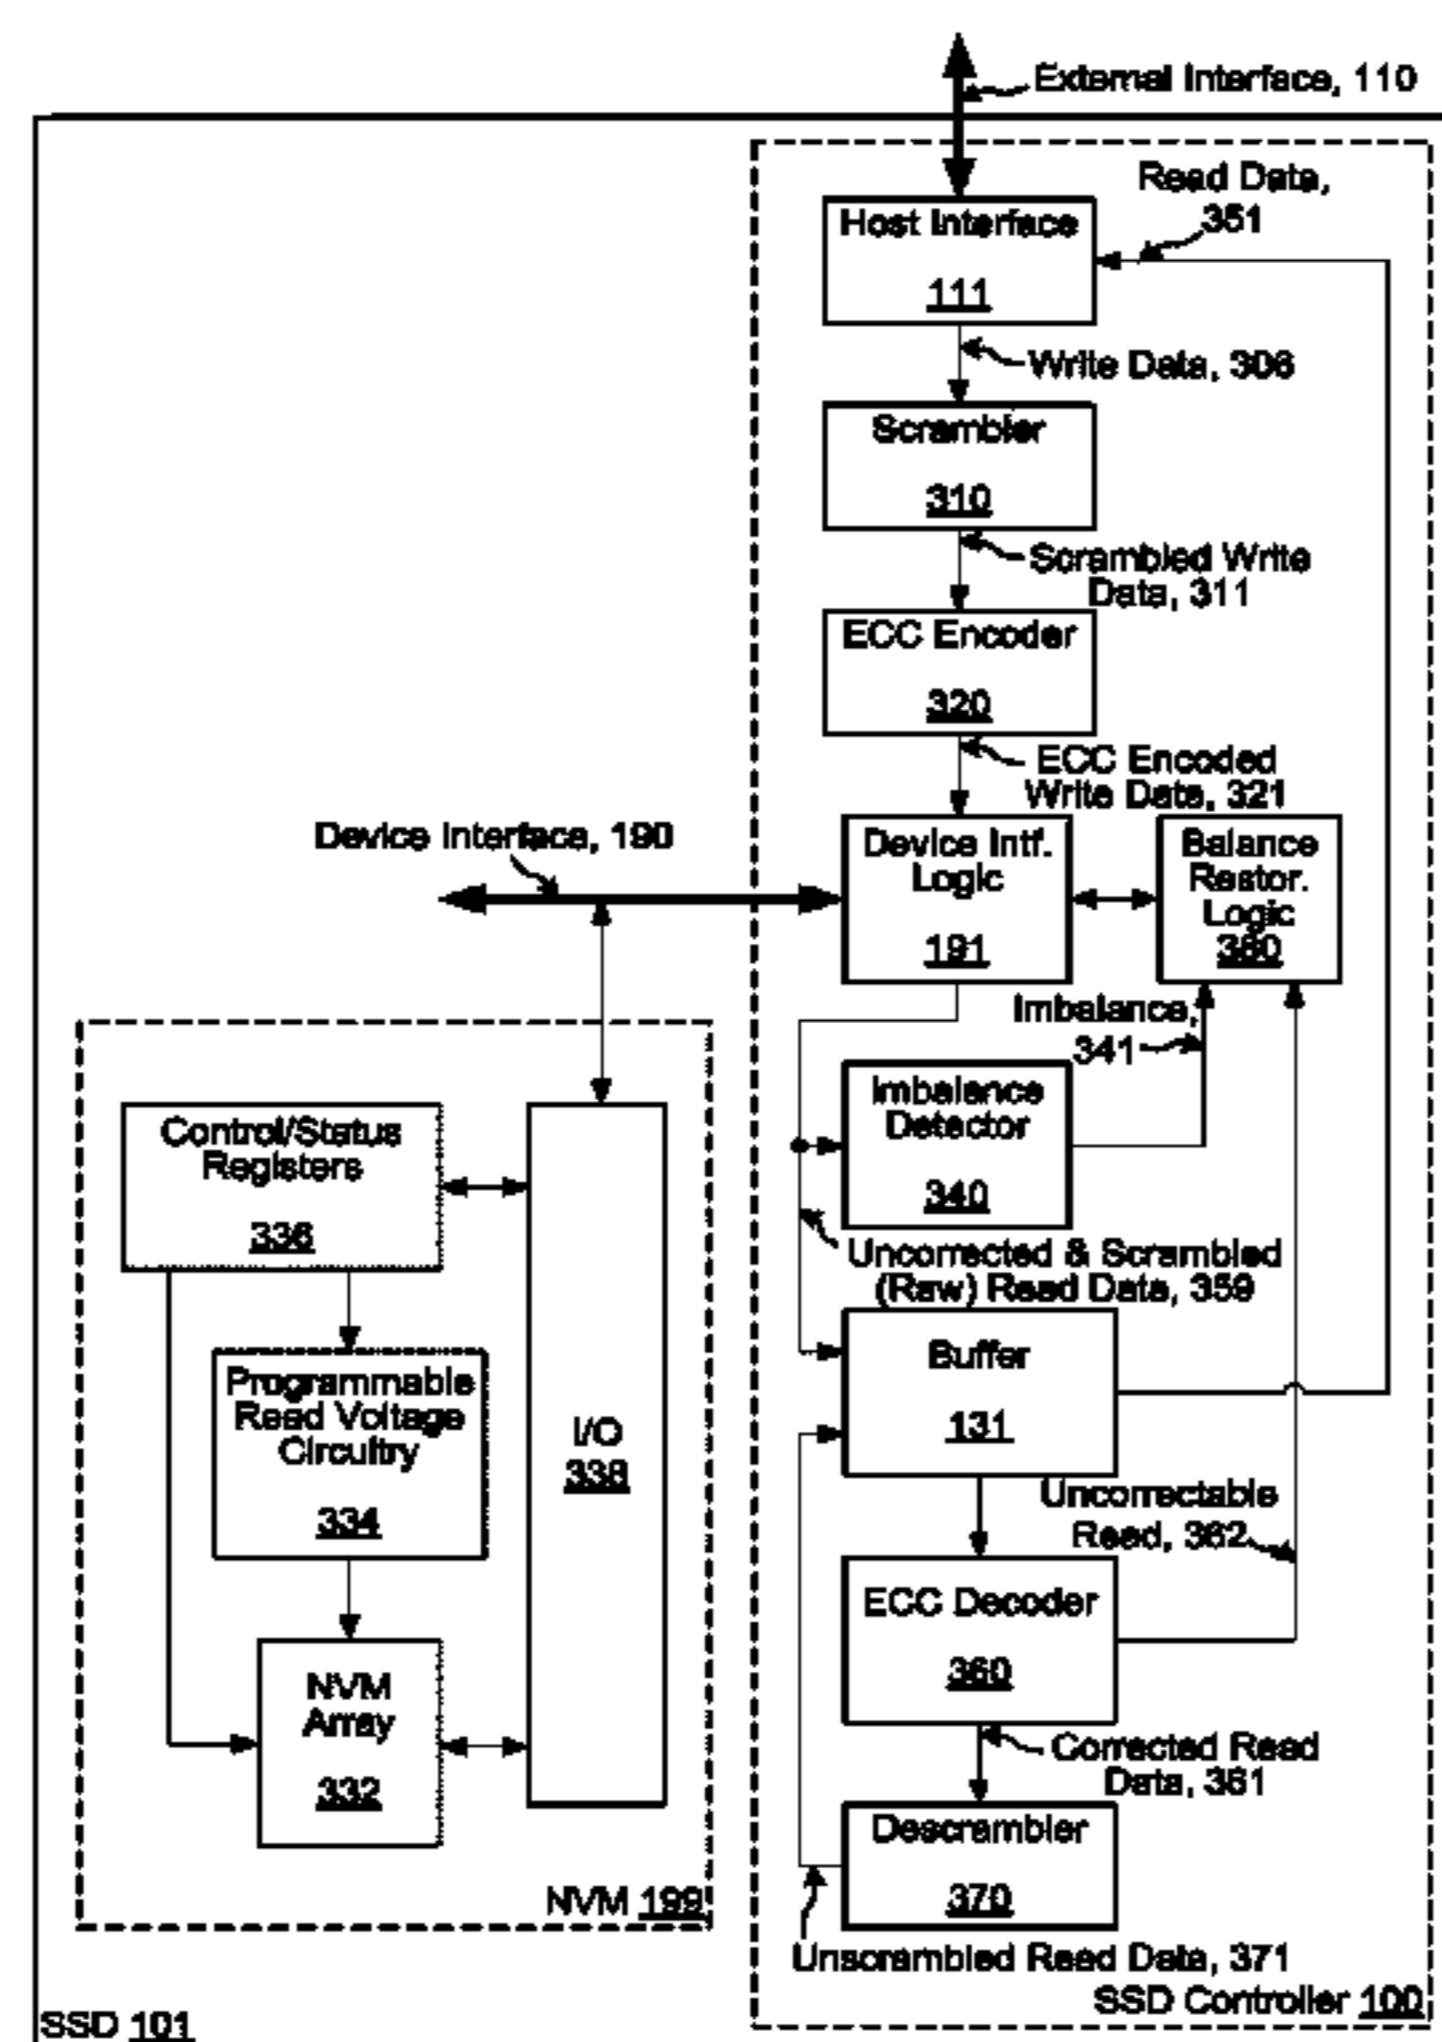 External Interface, 110
Read Data,
351
Host Interface
111
Write Data, 306
Scrambler
310
Scrambled Write
Data, 311
ECC Encoder
320
ECC Encoded
Write Data, 321
Device Interface, 190
Device Intf.
Logic
191
Balance
Restor.
Logic
380
Imbalance,
341
Imbalance
Detector
340
Control/Status
Registers
336
Uncorrected & Scrambled
(Raw) Read Data, 359
Buffer
131
Programmable
Read Voltage
Circuitry
334
I/O
338
Uncorrectable
Read, 362
ECC Decoder
360
NVM
Array
332
Corrected Read
Data, 361
Descrambler
370
NVM 199
Unscrambled Read Data, 371
SSD Controller 100
SSD 101